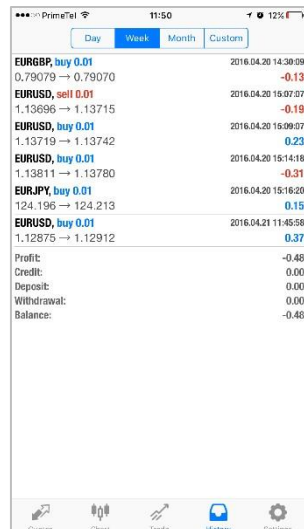 PrimeTel 11:50 12%
Day Week Month Custom
EURGBP, buy 0.01 2016.04.20 14:30:09
0.79079 → 0.79070 -0.13
EURUSD, sell 0.01 2016.04.20 15:07:07
1.13696 → 1.13715 -0.19
EURUSD, buy 0.01 2016.04.20 15:09:07
1.13719 → 1.13742 0.23
EURUSD, buy 0.01 2016.04.20 15:14:18
1.13811 → 1.13780 -0.31
EURJPY, buy 0.01 2016.04.20 15:16:20
124.196 → 124.213 0.15
EURUSD, buy 0.01 2016.04.21 11:45:58
1.12875 → 1.12912 0.37
Profit: -0.48
Credit: 0.00
Deposit: 0.00
Withdrawal: 0.00
Balance: -0.48
Quotes Chart Trade History Settings